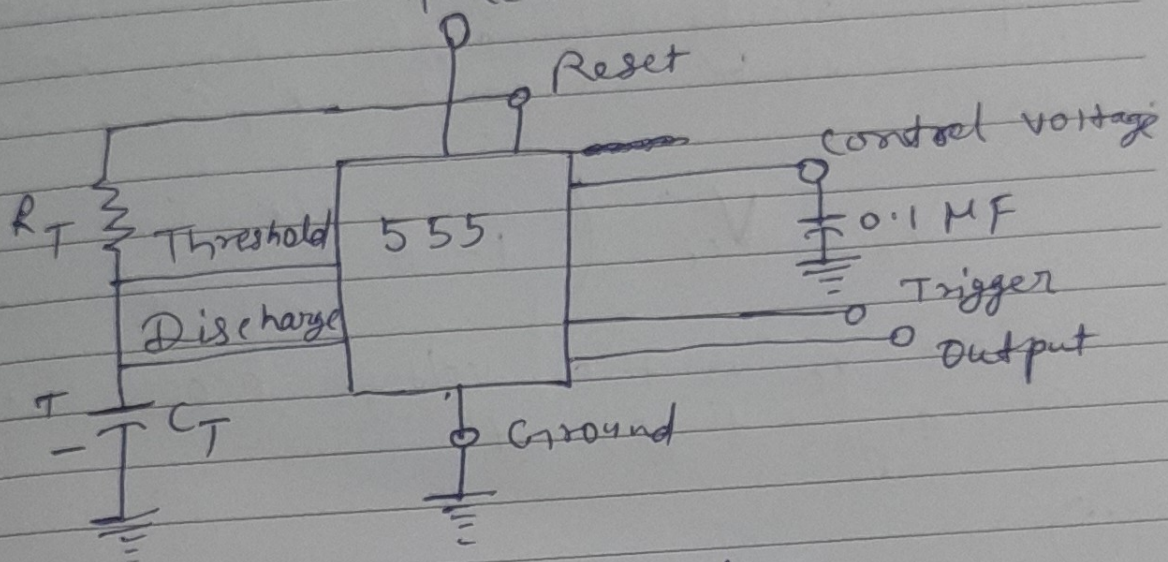 Reset
Control voltage
RT
Threshold
555
0.1 MF
Discharge
Trigger
Output
+
-
CT
Ground